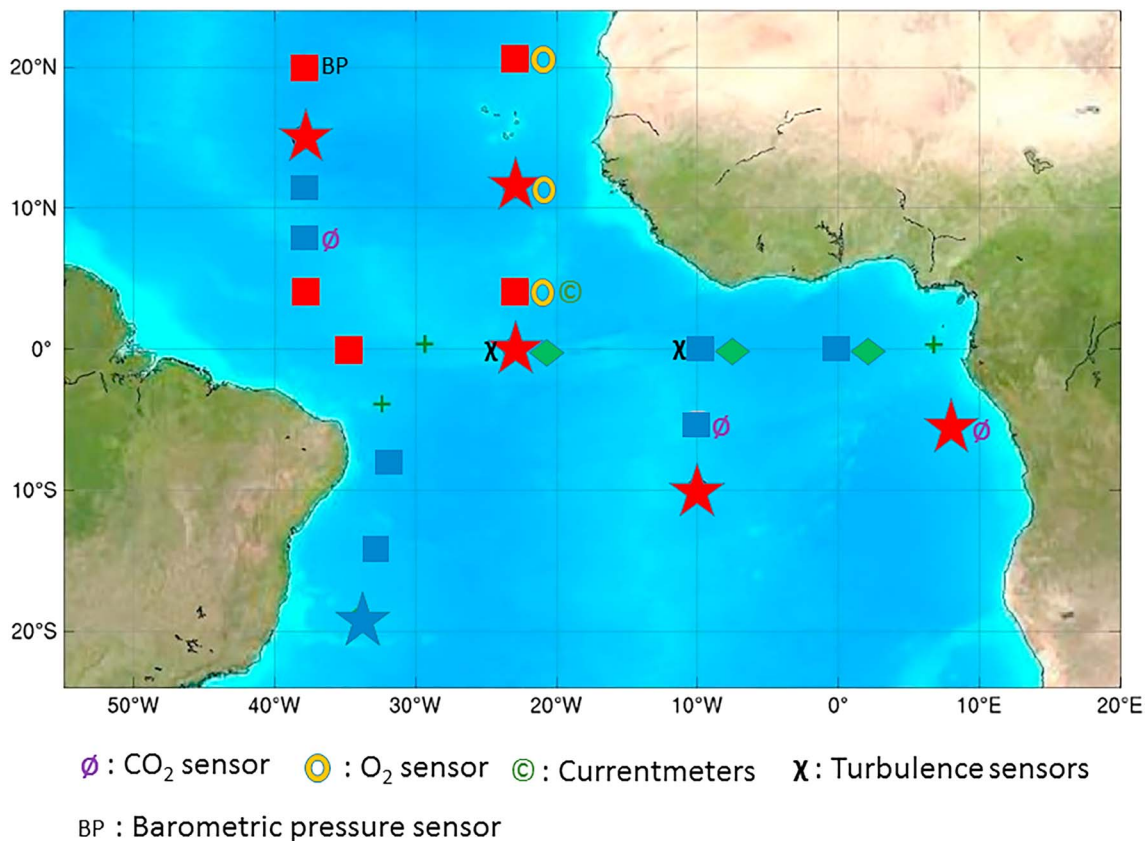 20°N
BP
10°N
©
0°
χ
χ
Ø
Ø
Ø
10°S
20°S
50°W 40°W 30°W 20°W 10°W 0° 10°E 20°E
Ø : CO₂ sensor : O₂ sensor © : Currentmeters χ : Turbulence sensors
BP : Barometric pressure sensor